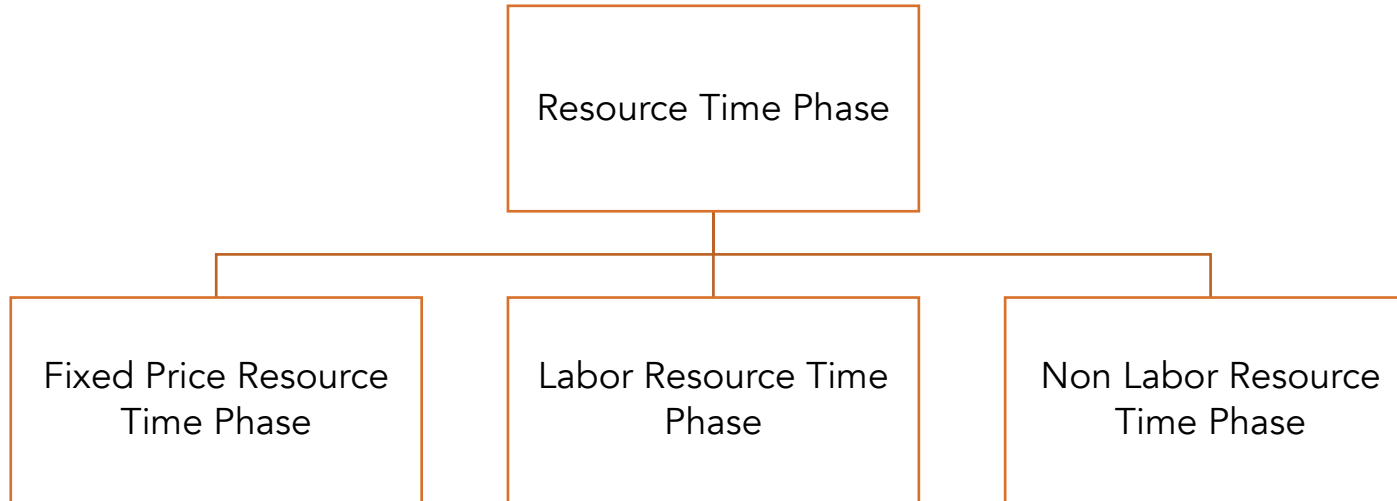 Resource Time Phase
Fixed Price Resource
Time Phase
Labor Resource Time
Phase
Non Labor Resource
Time Phase